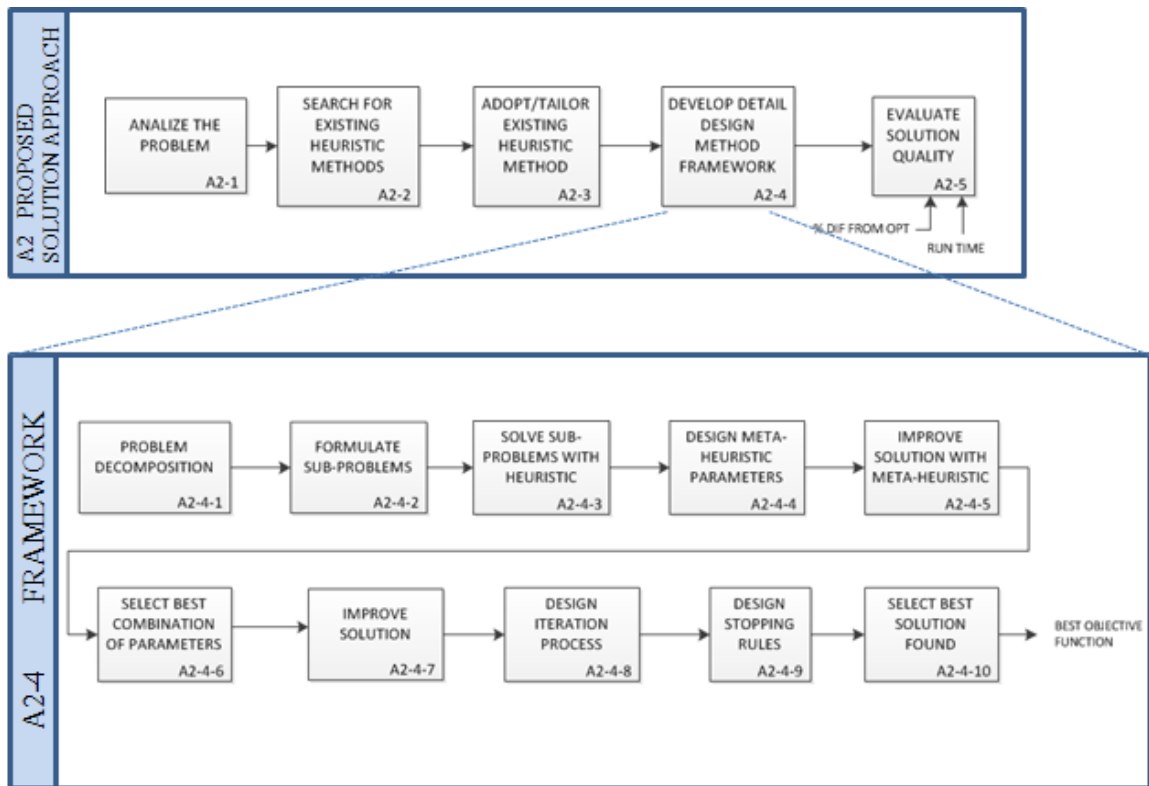 A2 PROPOSED
SOLUTION APPROACH
ANALIZE THE
PROBLEM
A2-1
SEARCH FOR
EXISTING
HEURISTIC
METHODS
A2-2
ADOPT/TAILOR
EXISTING
HEURISTIC
METHOD
A2-3
DEVELOP DETAIL
DESIGN
METHOD
FRAMEWORK
A2-4
EVALUATE
SOLUTION
QUALITY
A2-5
% DIF FROM OPT
RUN TIME
A2-4 FRAMEWORK
PROBLEM
DECOMPOSITION
A2-4-1
FORMULATE
SUB-PROBLEMS
A2-4-2
SOLVE SUB-
PROBLEMS WITH
HEURISTIC
A2-4-3
DESIGN META-
HEURISTIC
PARAMETERS
A2-4-4
IMPROVE
SOLUTION WITH
META-HEURISTIC
A2-4-5
SELECT BEST
COMBINATION
OF PARAMETERS
A2-4-6
IMPROVE
SOLUTION
A2-4-7
DESIGN
ITERATION
PROCESS
A2-4-8
DESIGN
STOPPING
RULES
A2-4-9
SELECT BEST
SOLUTION
FOUND
A2-4-10
BEST OBJECTIVE
FUNCTION